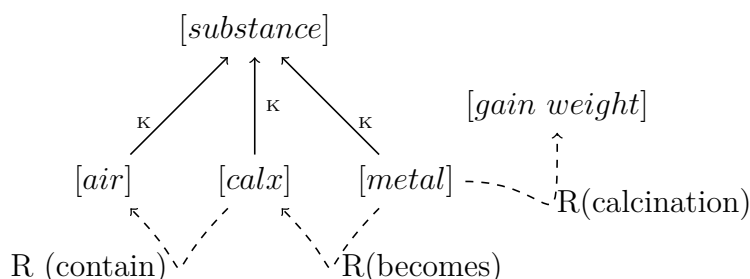 [substance]
K K K
[gain weight]
[air] [calx] [metal]
R(calcination)
R (contain) R(becomes)